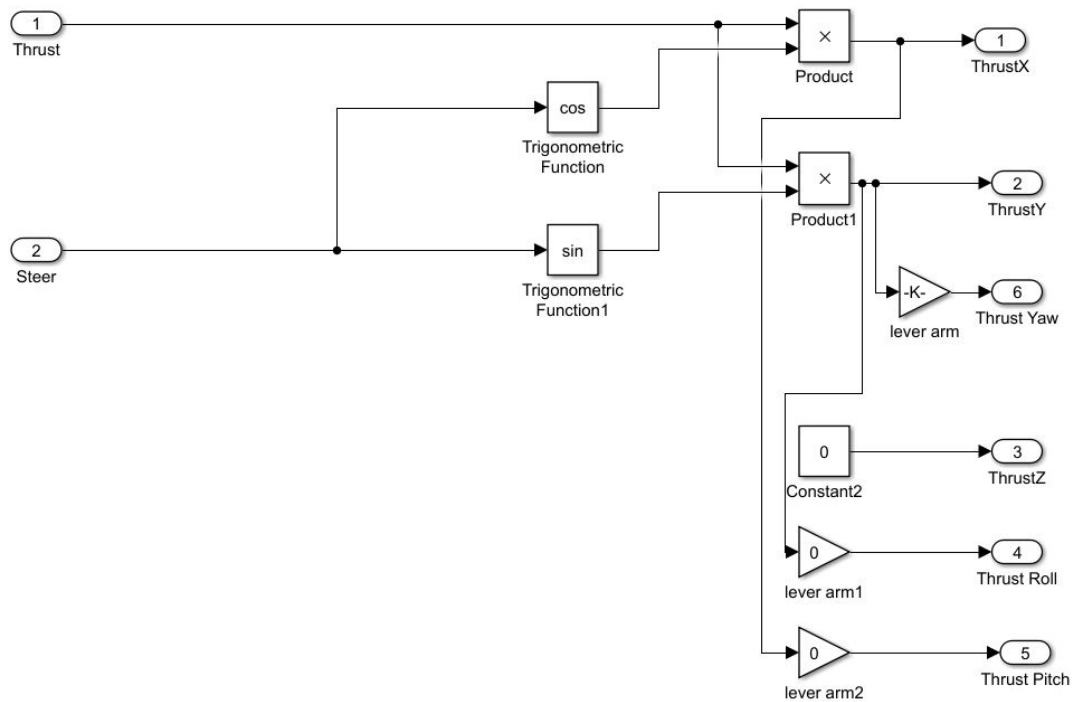 1
Thrust
×
Product
1
ThrustX
cos
Trigonometric
Function
×
Product1
2
ThrustY
2
Steer
sin
Trigonometric
Function1
-K-
lever arm
6
Thrust Yaw
0
Constant2
3
ThrustZ
0
lever arm1
4
Thrust Roll
0
lever arm2
5
Thrust Pitch